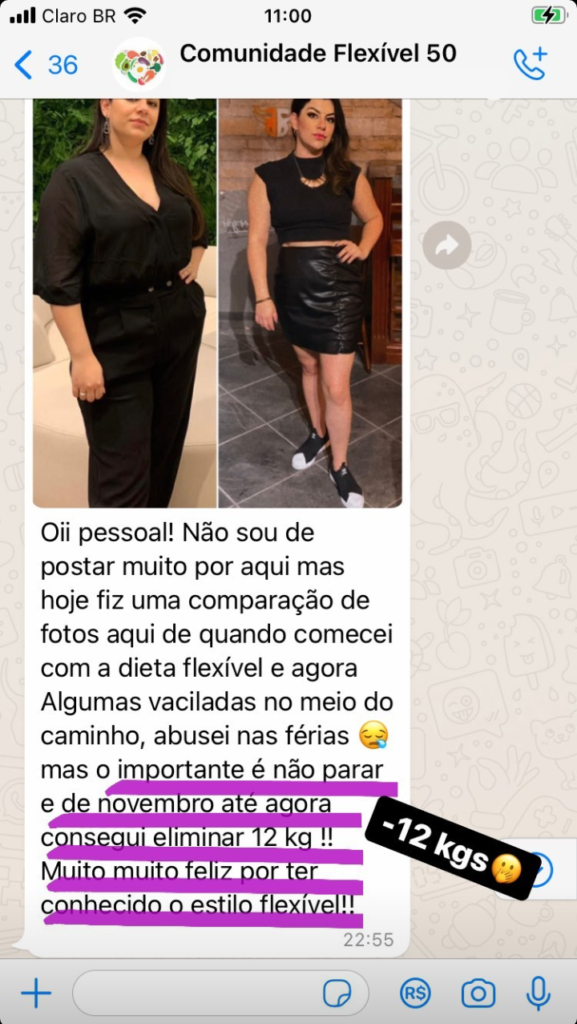 Claro BR
11:00
36
Comunidade Flexível 50
Oii pessoal! Não sou de
postar muito por aqui mas
hoje fiz uma comparação de
fotos aqui de quando comecei
com a dieta flexível e agora
Algumas vaciladas no meio do
caminho, abusei nas férias 😪
mas o importante é não parar
e de novembro até agora
consegui eliminar 12 kg !!
Muito muito feliz por ter
conhecido o estilo flexível!!
22:55
-12 kgs🤭
R$